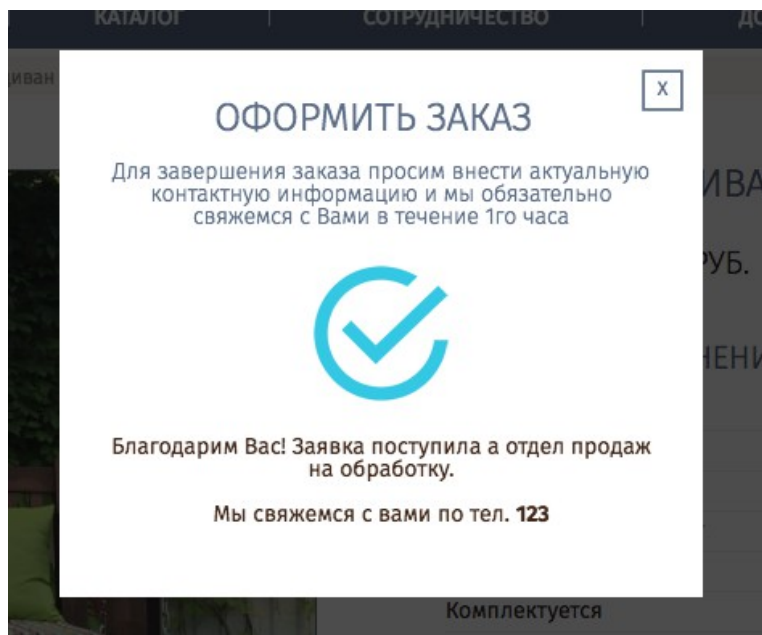 КАТАЛОГ
СОТРУДНИЧЕСТВО
X
ОФОРМИТЬ ЗАКАЗ
Для завершения заказа просим внести актуальную
контактную информацию и мы обязательно
свяжемся с Вами в течение 1го часа
РУБ.
Благодарим Вас! Заявка поступила а отдел продаж
на обработку.
Мы свяжемся с вами по тел. 123
Комплектуется